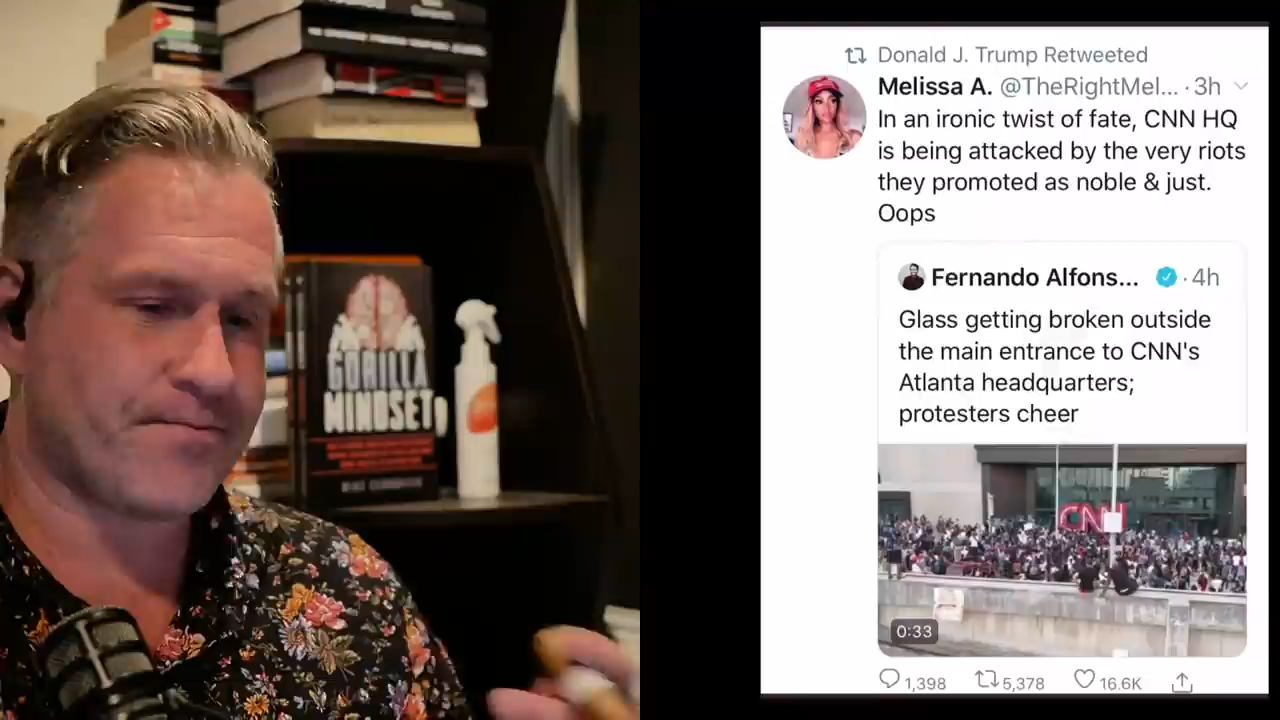 GORILLA
MINDSET
Donald J. Trump Retweeted
Melissa A. @TheRightMel... · 3h
In an ironic twist of fate, CNN HQ
is being attacked by the very riots
they promoted as noble & just.
Oops
Fernando Alfons... · 4h
Glass getting broken outside
the main entrance to CNN's
Atlanta headquarters;
protesters cheer
CNN
0:33
1,398 5,378 16.6K